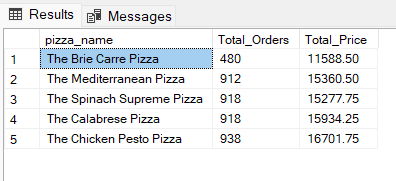 Results Messages
pizza_name Total_Orders Total_Price
1 The Brie Carre Pizza 480 11588.50
2 The Mediterranean Pizza 912 15360.50
3 The Spinach Supreme Pizza 918 15277.75
4 The Calabrese Pizza 918 15934.25
5 The Chicken Pesto Pizza 938 16701.75